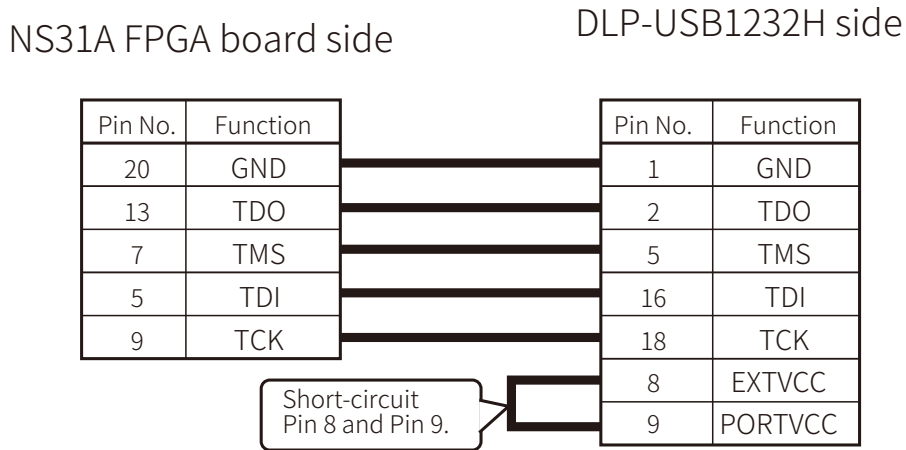 NS31A FPGA board side
DLP-USB1232H side
Pin No. Function
20 GND
13 TDO
7 TMS
5 TDI
9 TCK
Pin No. Function
1 GND
2 TDO
5 TMS
16 TDI
18 TCK
8 EXTVCC
9 PORTVCC
Short-circuit
Pin 8 and Pin 9.